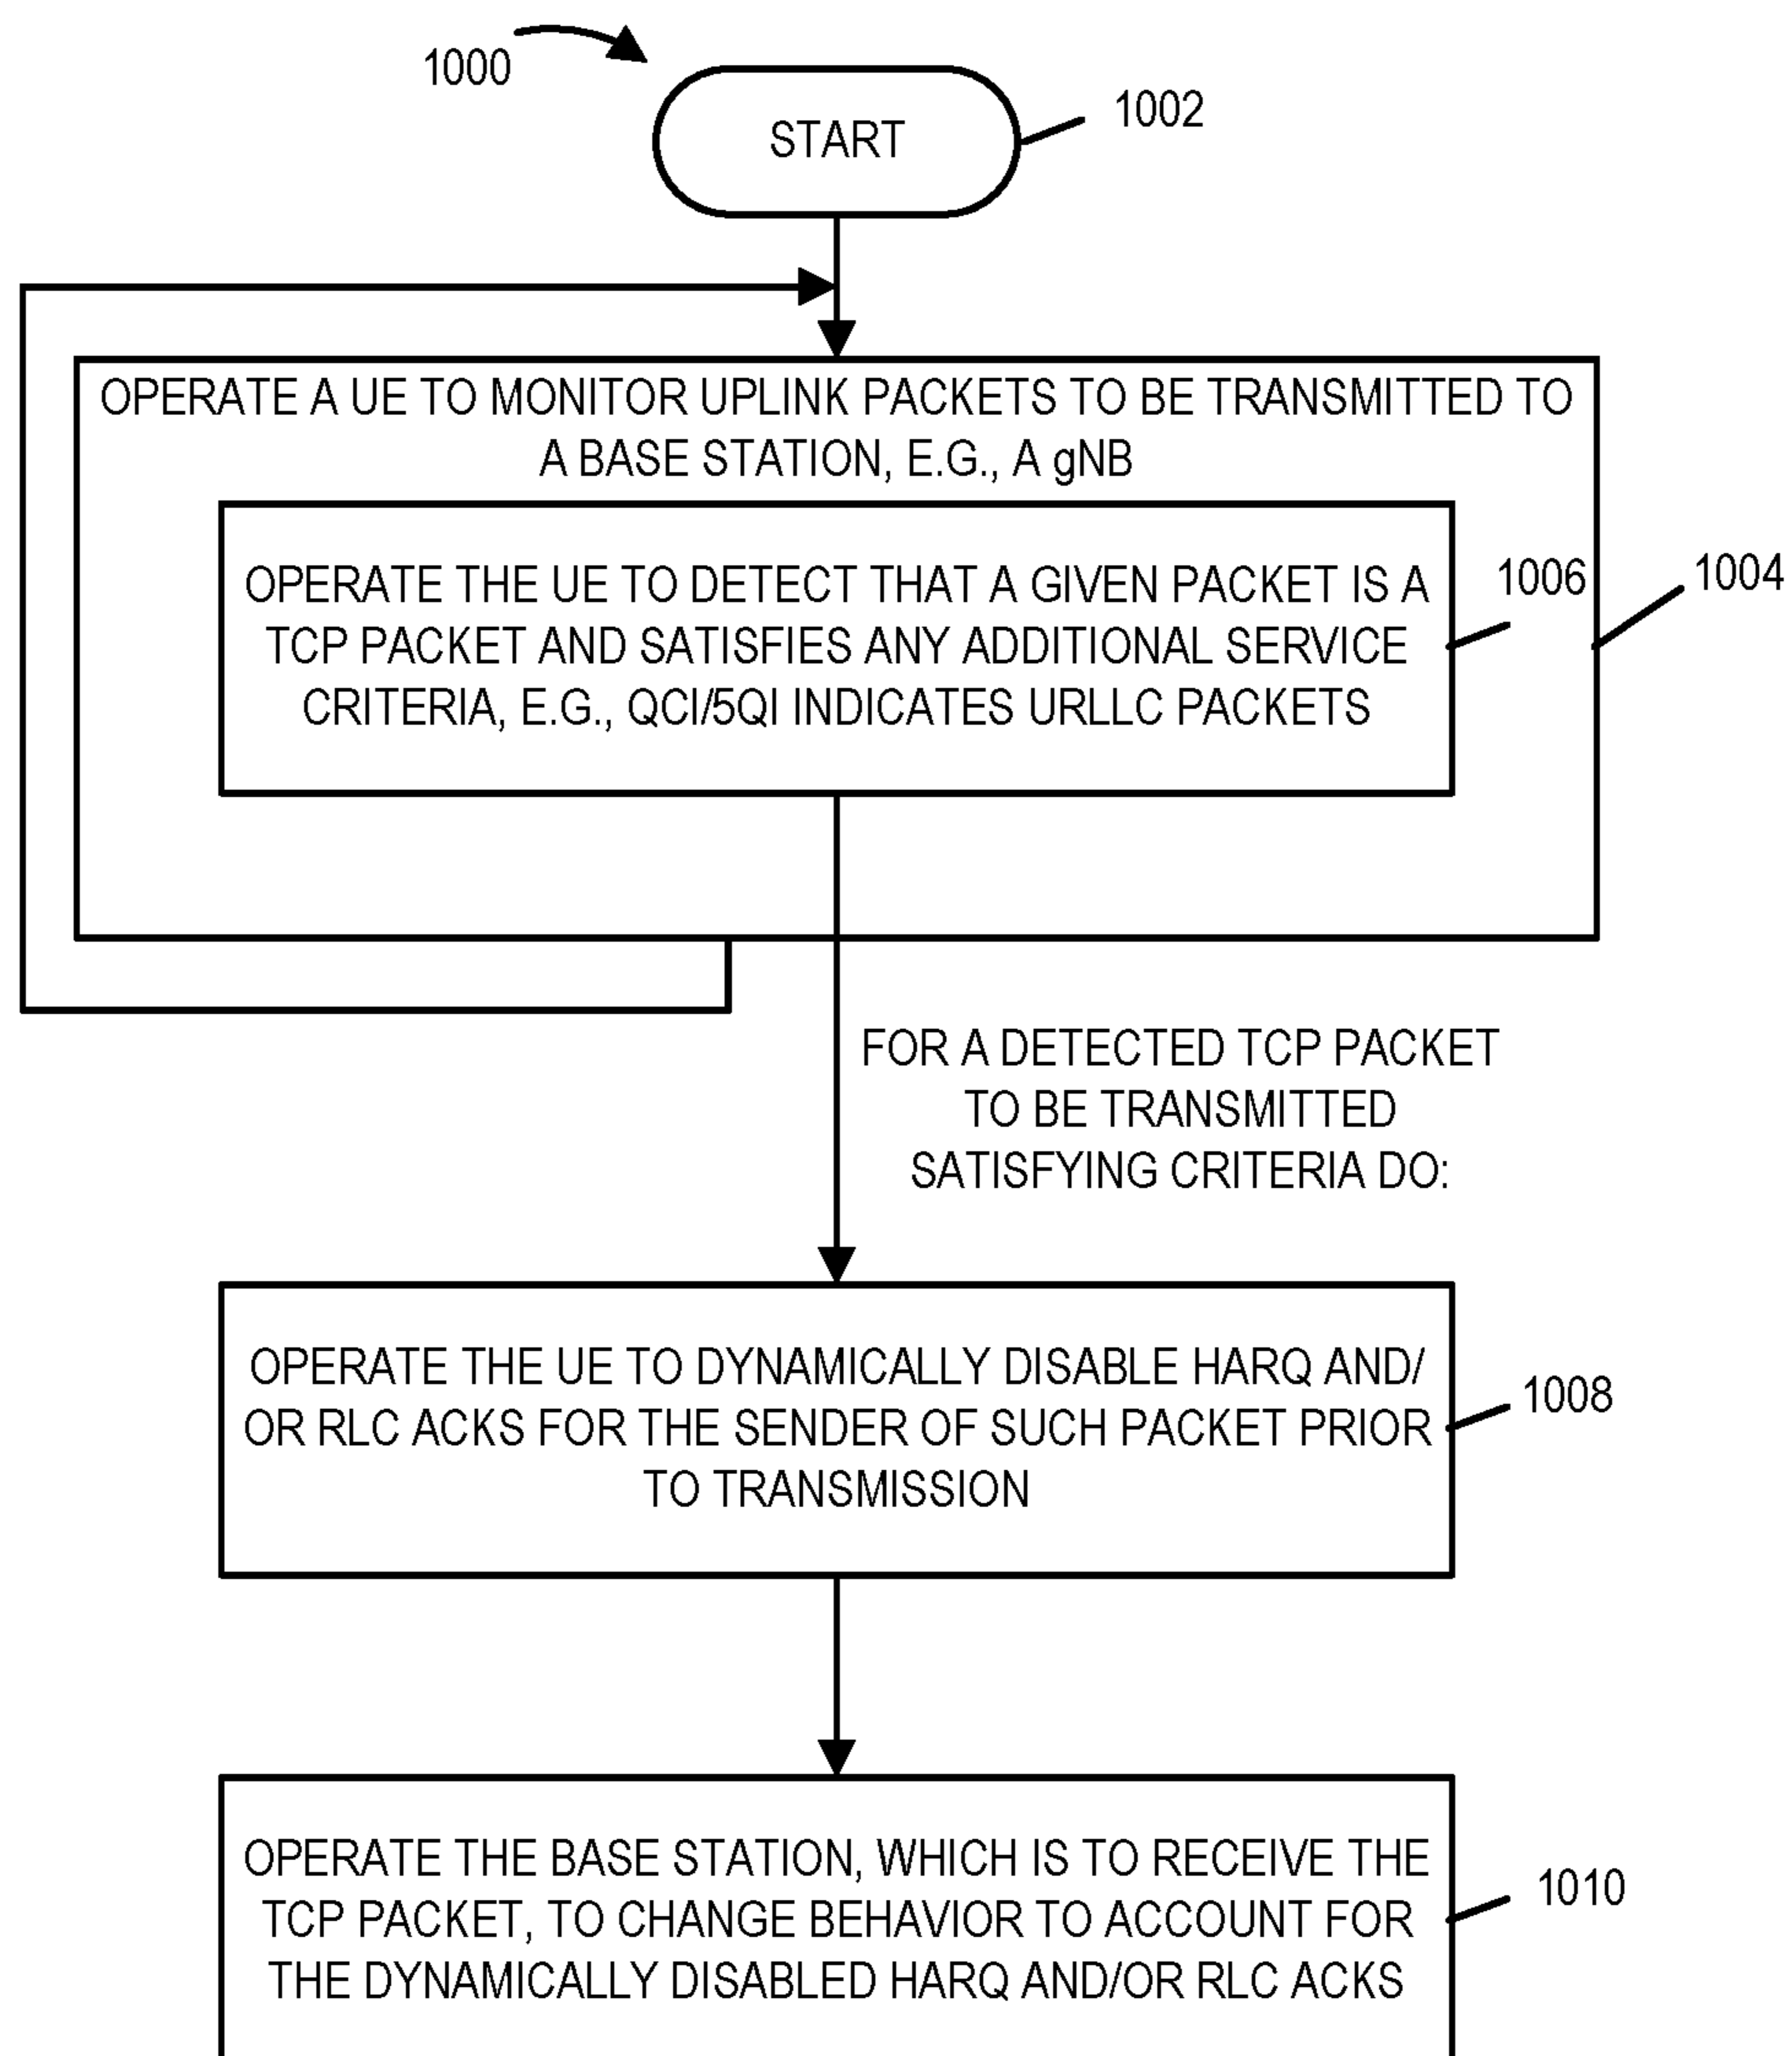 1000
START
1002
OPERATE A UE TO MONITOR UPLINK PACKETS TO BE TRANSMITTED TO
A BASE STATION, E.G., A gNB
OPERATE THE UE TO DETECT THAT A GIVEN PACKET IS A
TCP PACKET AND SATISFIES ANY ADDITIONAL SERVICE
CRITERIA, E.G., QCI/5QI INDICATES URLLC PACKETS
1006
1004
FOR A DETECTED TCP PACKET
TO BE TRANSMITTED
SATISFYING CRITERIA DO:
OPERATE THE UE TO DYNAMICALLY DISABLE HARQ AND/
OR RLC ACKS FOR THE SENDER OF SUCH PACKET PRIOR
TO TRANSMISSION
1008
OPERATE THE BASE STATION, WHICH IS TO RECEIVE THE
TCP PACKET, TO CHANGE BEHAVIOR TO ACCOUNT FOR
THE DYNAMICALLY DISABLED HARQ AND/OR RLC ACKS
1010